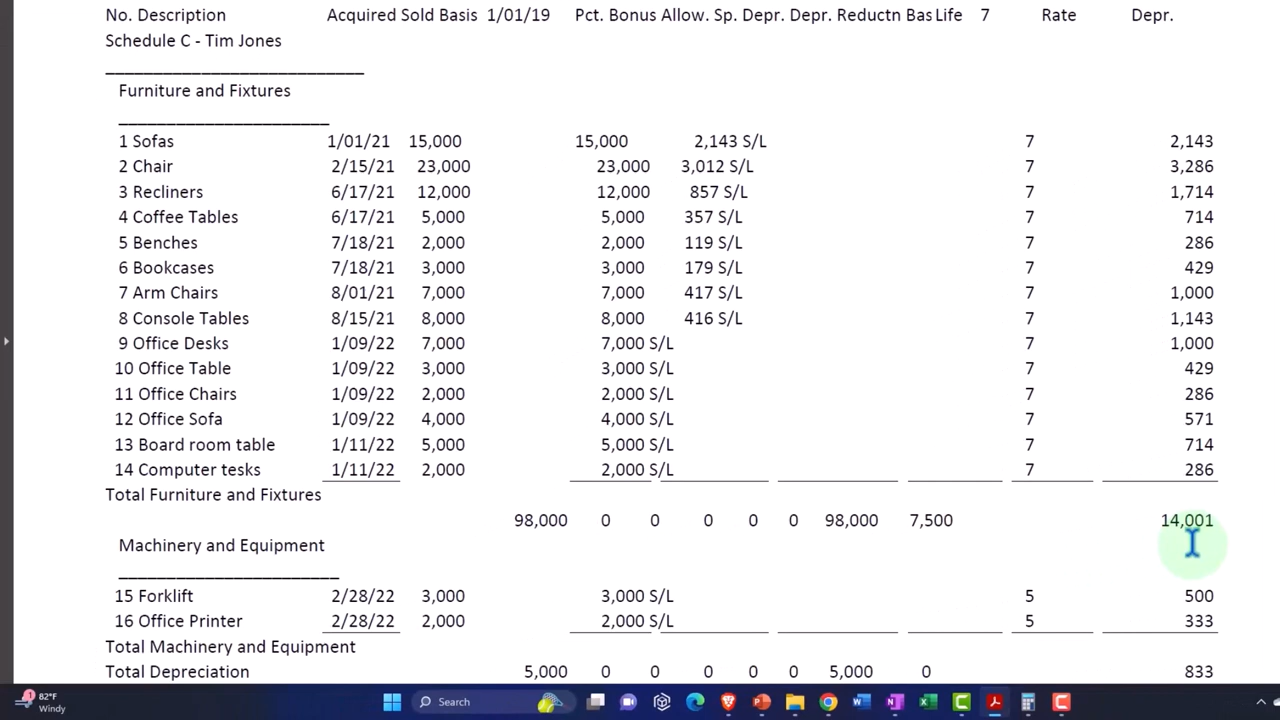 No. Description Acquired Sold Basis 1/01/19 Pct. Bonus Allow. Sp. Depr. Depr. Reductn Bas Life 7 Rate Depr.
Schedule C - Tim Jones
Furniture and Fixtures
1 Sofas 1/01/21 15,000 15,000 2,143 S/L 7 2,143
2 Chair 2/15/21 23,000 23,000 3,012 S/L 7 3,286
3 Recliners 6/17/21 12,000 12,000 857 S/L 7 1,714
4 Coffee Tables 6/17/21 5,000 5,000 357 S/L 7 714
5 Benches 7/18/21 2,000 2,000 119 S/L 7 286
6 Bookcases 7/18/21 3,000 3,000 179 S/L 7 429
7 Arm Chairs 8/01/21 7,000 7,000 417 S/L 7 1,000
8 Console Tables 8/15/21 8,000 8,000 416 S/L 7 1,143
9 Office Desks 1/09/22 7,000 7,000 S/L 7 1,000
10 Office Table 1/09/22 3,000 3,000 S/L 7 429
11 Office Chairs 1/09/22 2,000 2,000 S/L 7 286
12 Office Sofa 1/09/22 4,000 4,000 S/L 7 571
13 Board room table 1/11/22 5,000 5,000 S/L 7 714
14 Computer tesks 1/11/22 2,000 2,000 S/L 7 286
Total Furniture and Fixtures
98,000 0 0 0 0 0 98,000 7,500 14,001
Machinery and Equipment
15 Forklift 2/28/22 3,000 3,000 S/L 5 500
16 Office Printer 2/28/22 2,000 2,000 S/L 5 333
Total Machinery and Equipment
Total Depreciation 5,000 0 0 0 0 0 5,000 0 833
1 82°F
Windy
Search